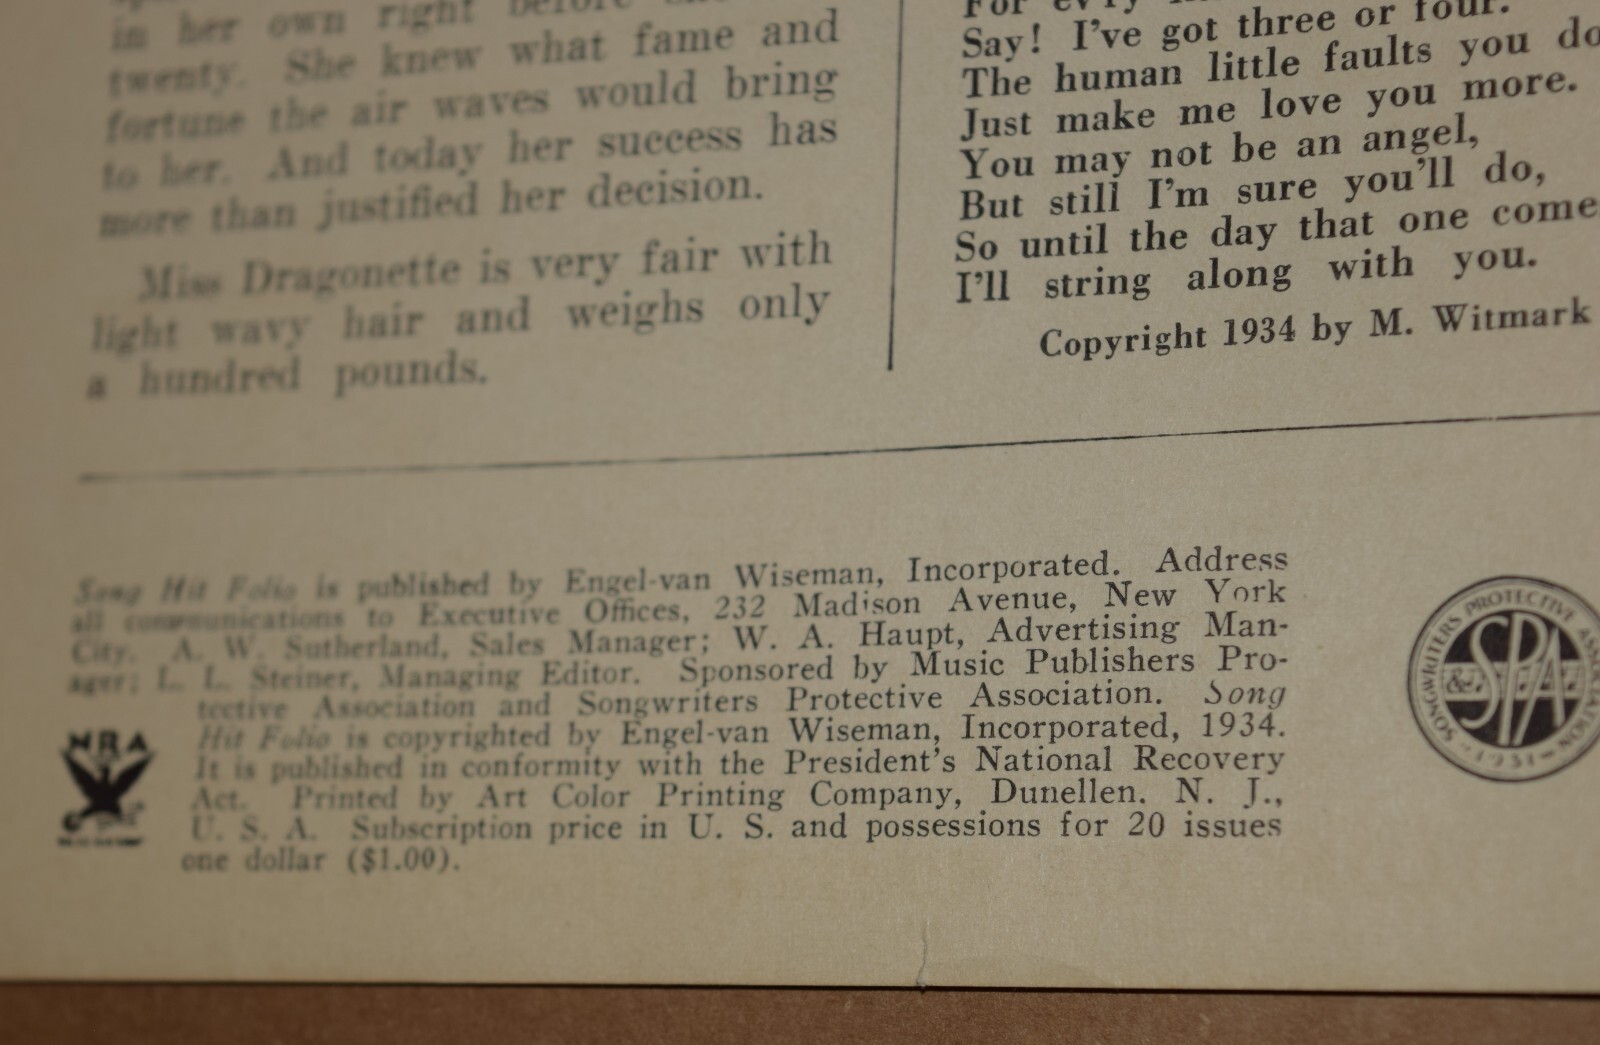 in her own right before
twenty. She knew what fame and
fortune the air waves would bring
to her. And today her success has
more than justified her decision.
Miss Dragonette is very fair with
light wavy hair and weighs only
a hundred pounds.
For ev'ry
Say! I've got three or four.
The human little faults you do
Just make me love you more.
You may not be an angel,
But still I'm sure you'll do,
So until the day that one come
I'll string along with you.
Copyright 1934 by M. Witmark
Song Hit Folio is published by Engel-van Wiseman, Incorporated. Address
all communications to Executive Offices, 232 Madison Avenue, New York
City. A. W. Sutherland, Sales Manager; W. A. Haupt, Advertising Man-
ager; L. L. Steiner, Managing Editor. Sponsored by Music Publishers Pro-
tective Association and Songwriters Protective Association. Song
Hit Folio is copyrighted by Engel-van Wiseman, Incorporated, 1934.
It is published in conformity with the President's National Recovery
Act. Printed by Art Color Printing Company, Dunellen. N. J.,
U. S. A. Subscription price in U. S. and possessions for 20 issues
one dollar ($1.00).
NRA
SONGWRITERS PROTECTIVE ASSOCIATION
SPA
1931